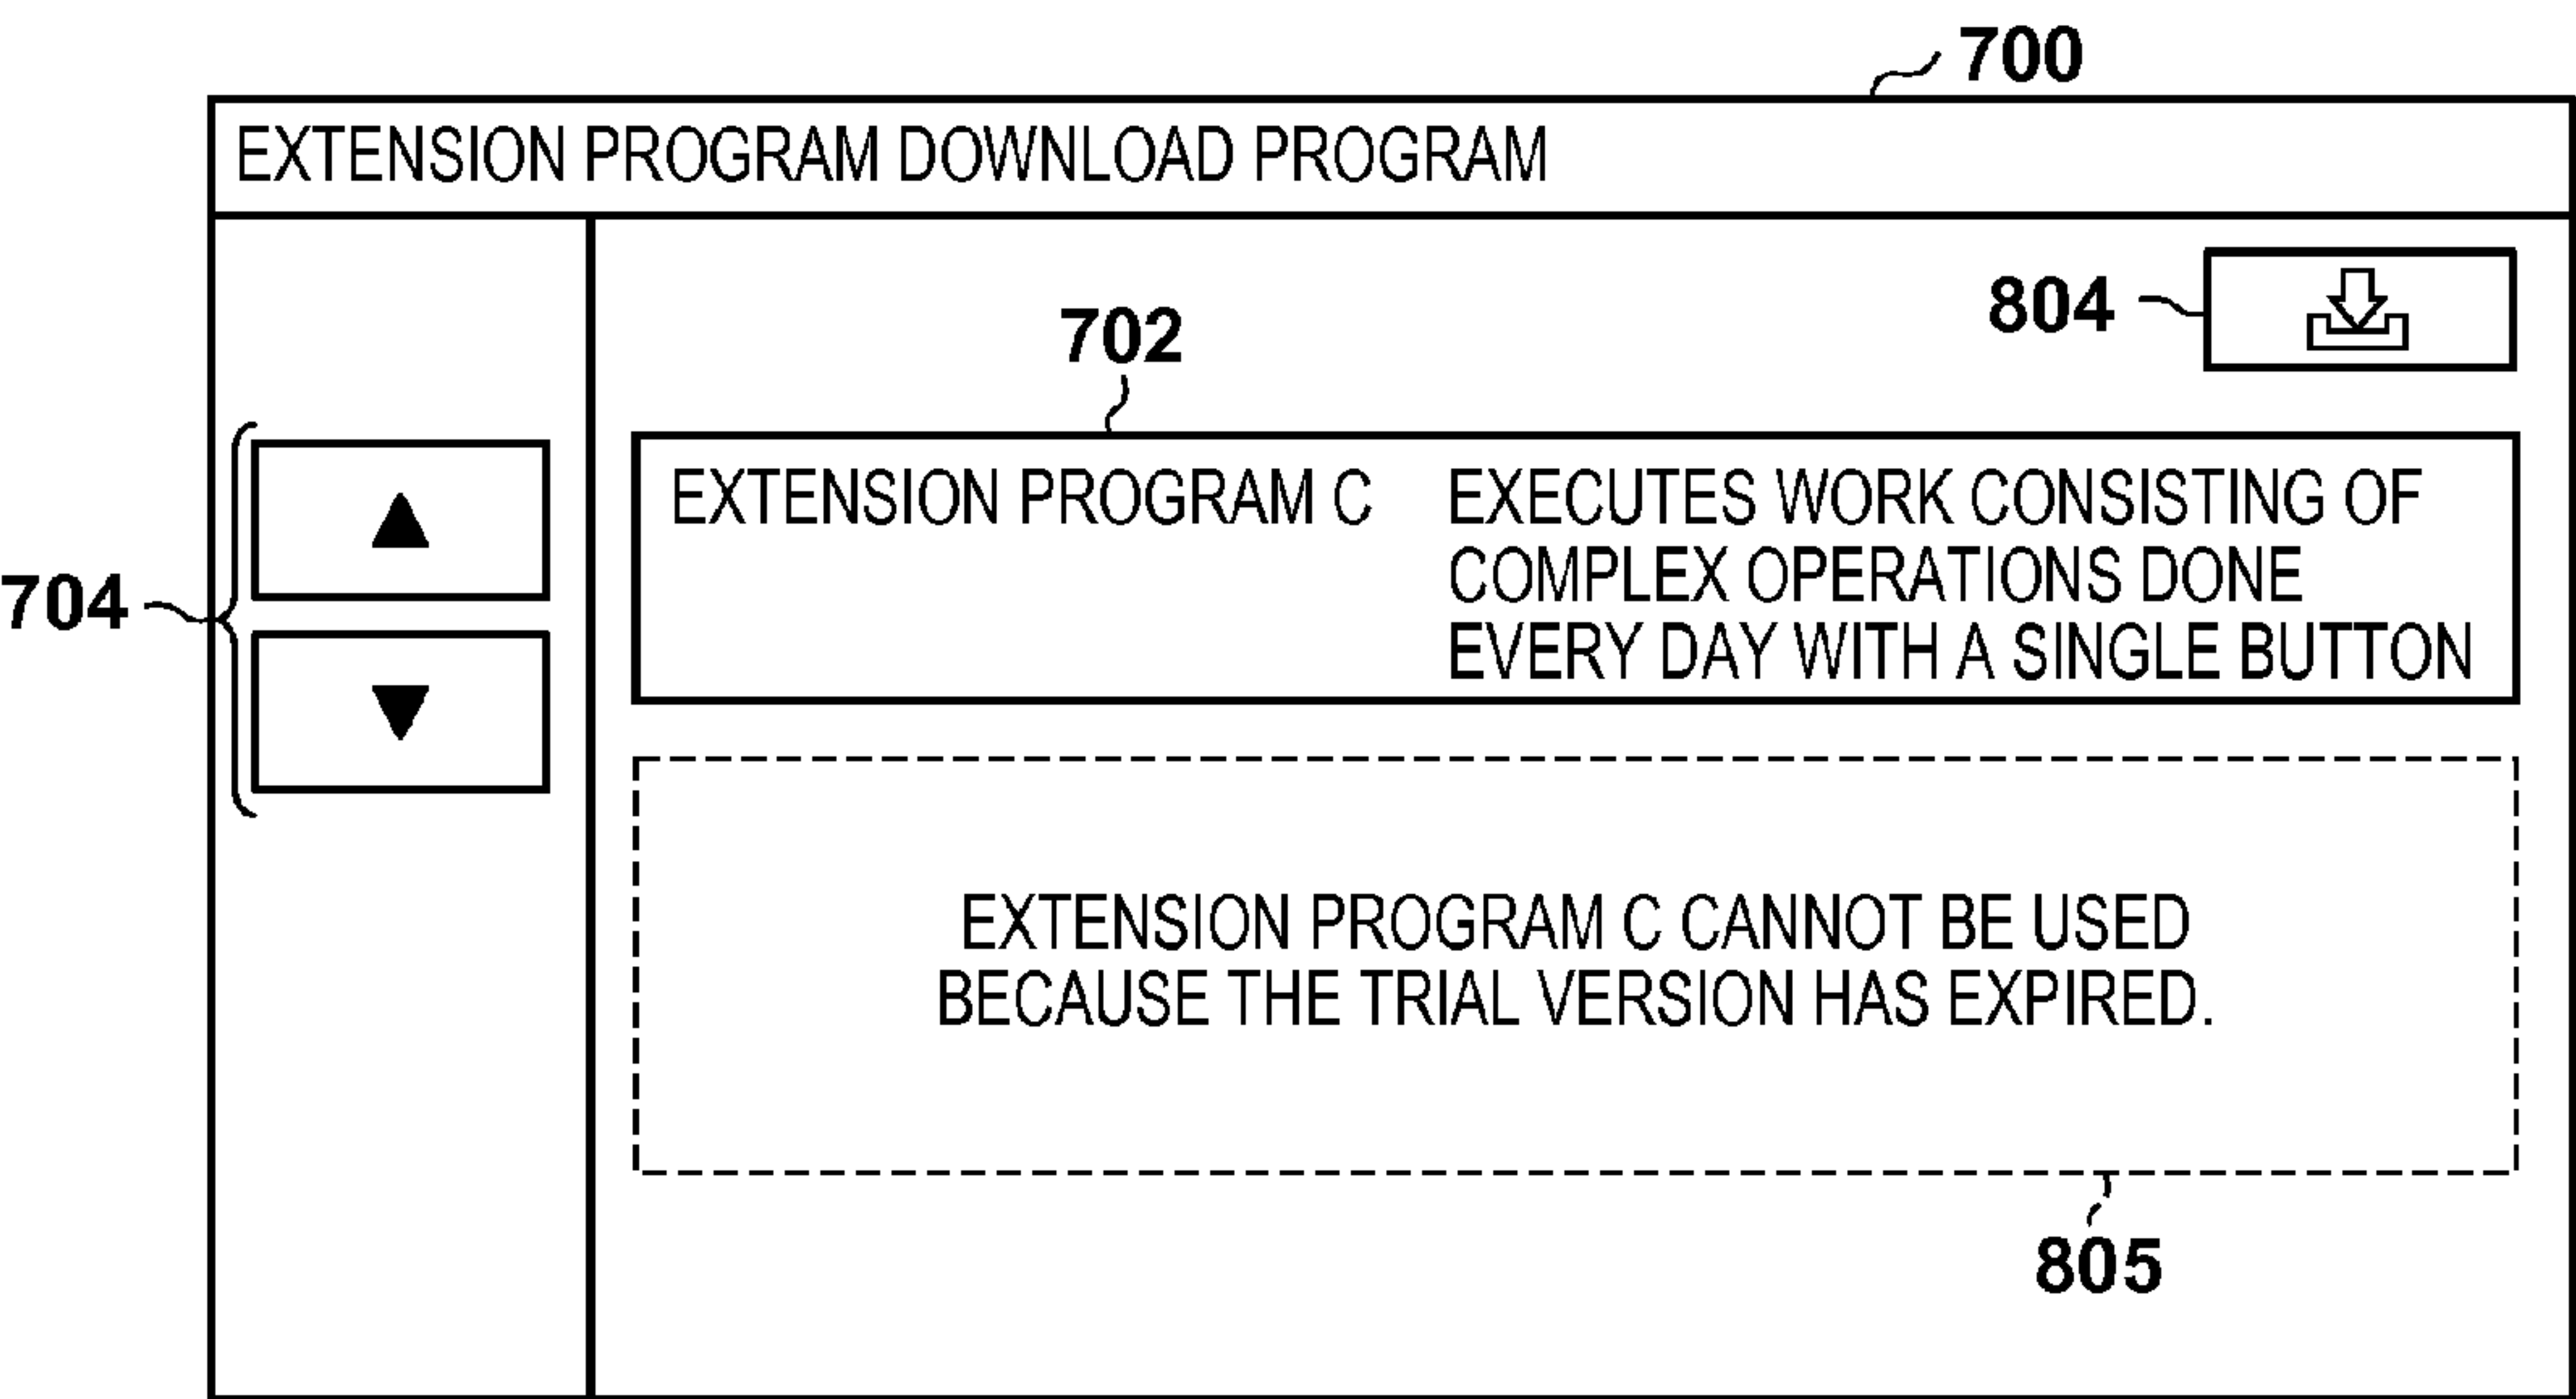 700
EXTENSION PROGRAM DOWNLOAD PROGRAM
804
702
EXTENSION PROGRAM C EXECUTES WORK CONSISTING OF
COMPLEX OPERATIONS DONE
EVERY DAY WITH A SINGLE BUTTON
704
EXTENSION PROGRAM C CANNOT BE USED
BECAUSE THE TRIAL VERSION HAS EXPIRED.
805